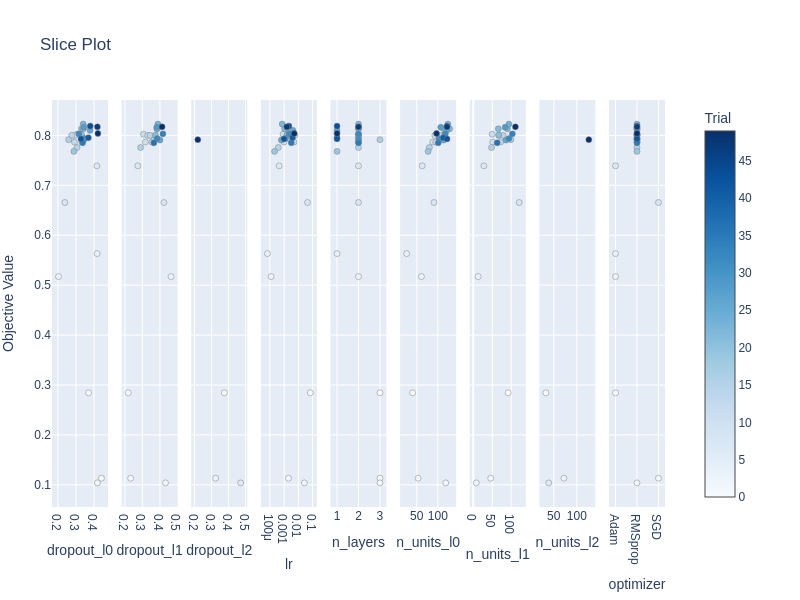 Slice Plot
Trial
Objective Value
0.8
0.7
0.6
0.5
0.4
0.3
0.2
0.1
0.2 0.3 0.4
dropout_l0
0.2 0.3 0.4 0.5
dropout_l1
0.2 0.3 0.4 0.5
dropout_l2
100μ 0.001 0.01 0.1
lr
1 2 3
n_layers
50 100
n_units_l0
0 50 100
n_units_l1
50 100
n_units_l2
Adam RMSprop SGD
optimizer
45
40
35
30
25
20
15
10
5
0